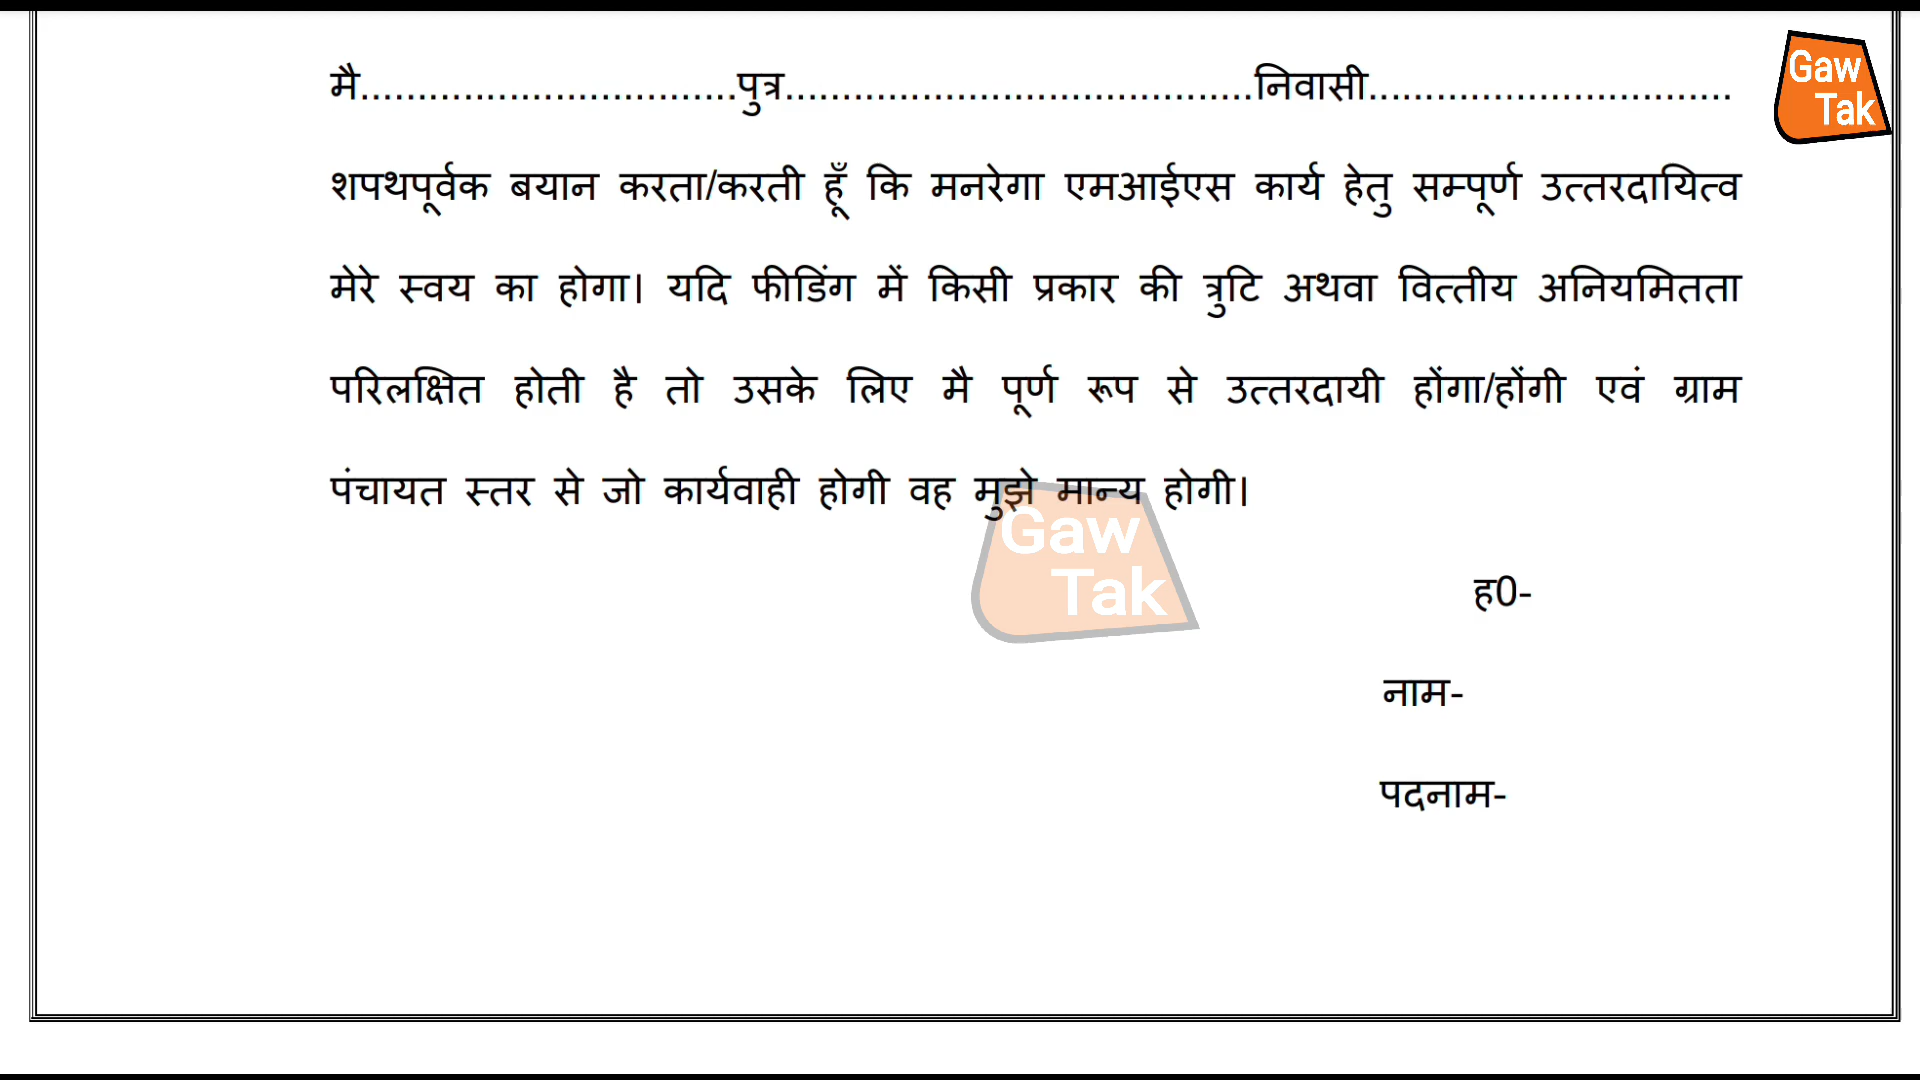 मै.................................पुत्र.........................................निवासी................................
Gaw
Tak
शपथपूर्वक बयान करता/करती हूँ कि मनरेगा एमआईएस कार्य हेतु सम्पूर्ण उत्तरदायित्व
मेरे स्वय का होगा। यदि फीडिंग में किसी प्रकार की त्रुटि अथवा वित्तीय अनियमितता
परिलक्षित होती है तो उसके लिए मै पूर्ण रूप से उत्तरदायी होंगा/होंगी एवं ग्राम
पंचायत स्तर से जो कार्यवाही होगी वह मुझे मान्य होगी।
Gaw
Tak
ह0-
नाम-
पदनाम-